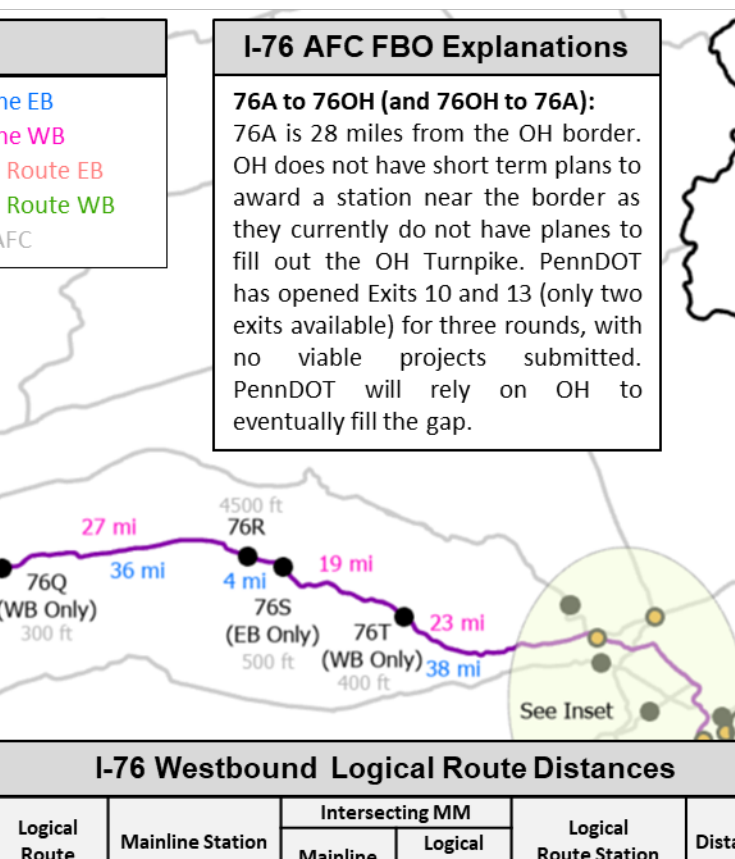 I-76 AFC FBO Explanations
ne EB
ne WB
Route EB
Route WB
AFC
76A to 76OH (and 76OH to 76A):
76A is 28 miles from the OH border.
OH does not have short term plans to
award a station near the border as
they currently do not have planes to
fill out the OH Turnpike. PennDOT
has opened Exits 10 and 13 (only two
exits available) for three rounds, with
no viable projects submitted.
PennDOT will rely on OH to
eventually fill the gap.
4500 ft
27 mi
76R
19 mi
36 mi
4 mi
76Q
(WB Only)
300 ft
76S
(EB Only)
500 ft
76T
(WB Only)
400 ft
23 mi
38 mi
See Inset
I-76 Westbound Logical Route Distances
Logical
Route
Mainline Station
Intersecting MM
Mainline
Logical
Logical
Route Station
Dista